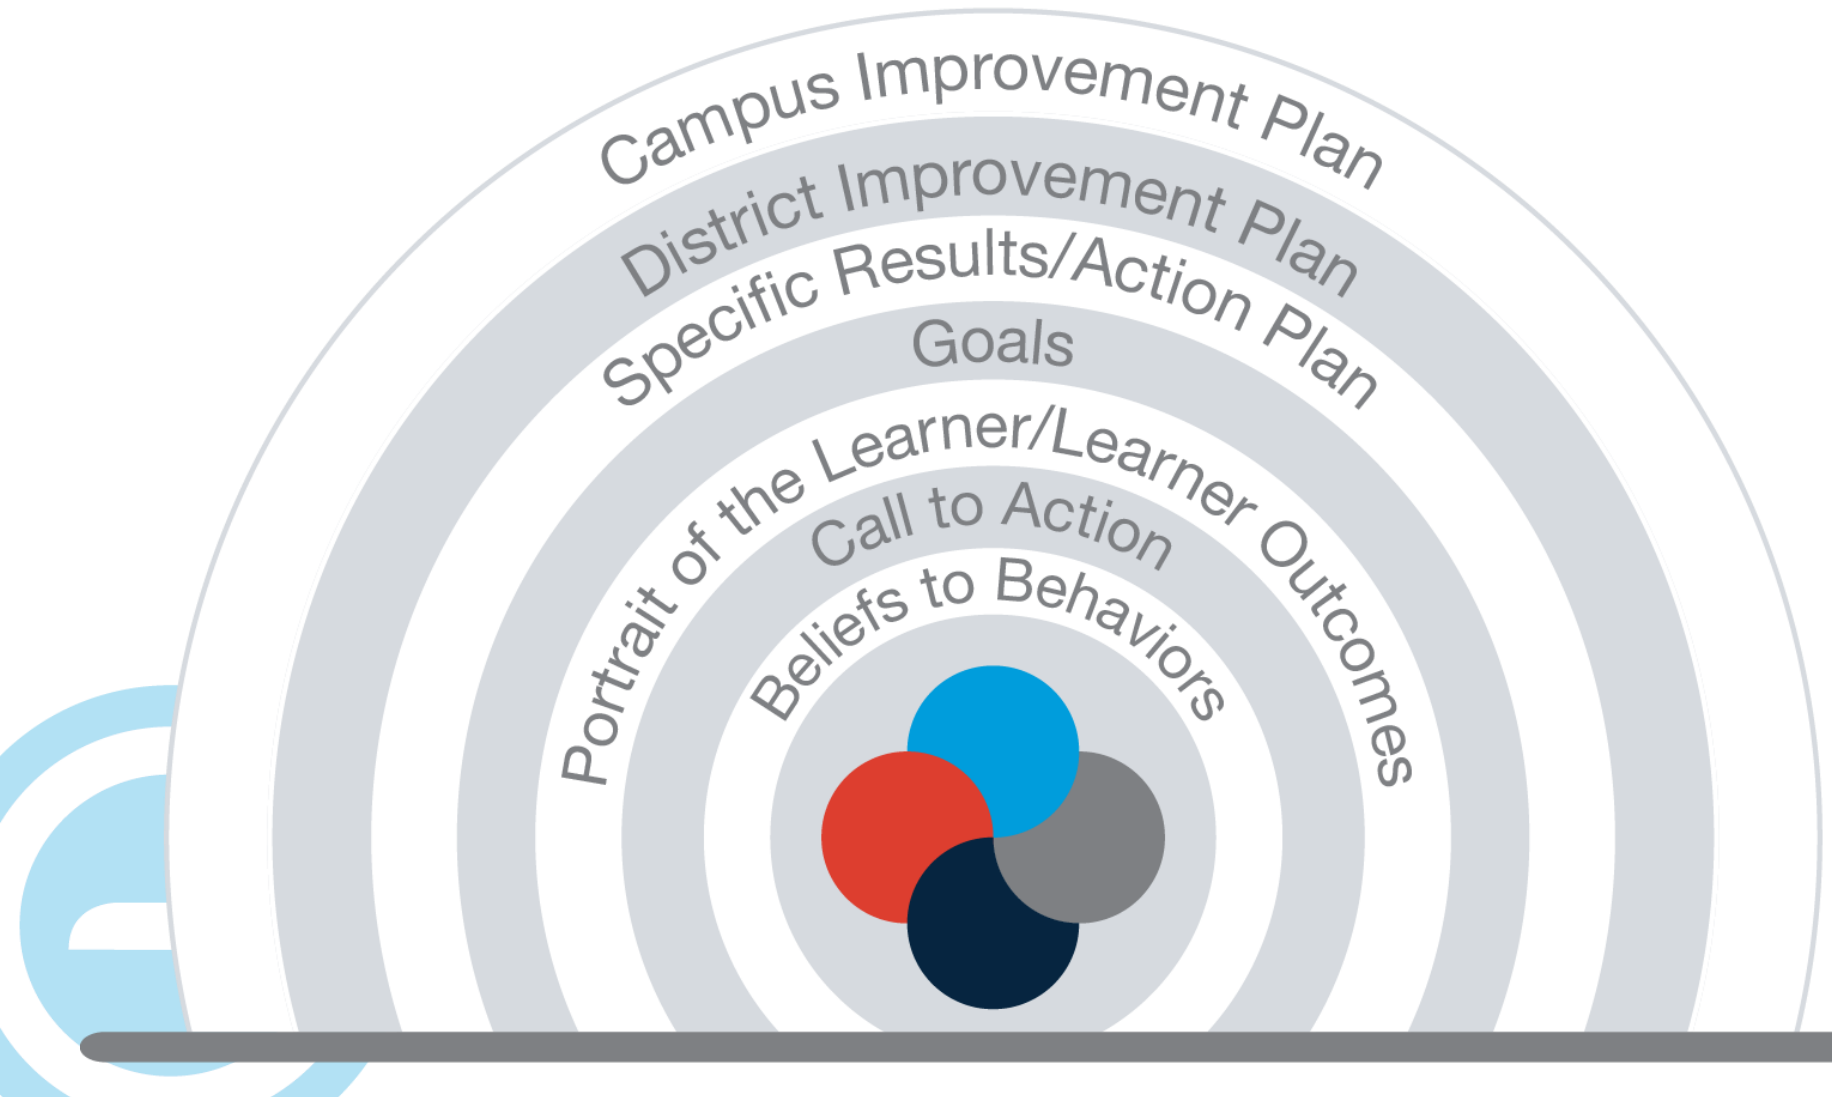 Campus Improvement Plan
District Improvement Plan
Specific Results/Action Plan
Goals
Portrait of the Learner/Learner Outcomes
Call to Action
Beliefs to Behaviors